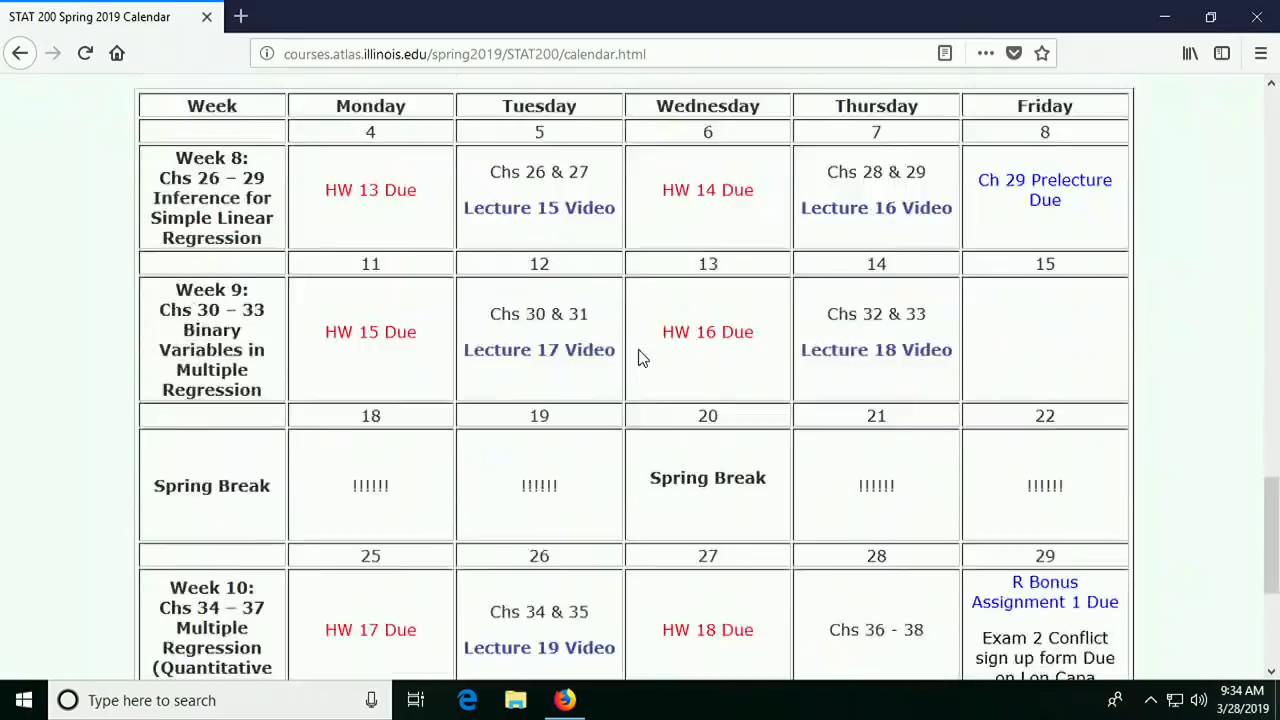 STAT 200 Spring 2019 Calendar
courses.atlas.illinois.edu/spring2019/STAT200/calendar.html
Week Monday Tuesday Wednesday Thursday Friday
4 5 6 7 8
Week 8:
Chs 26 – 29
Inference for
Simple Linear
Regression
HW 13 Due
Chs 26 & 27
Lecture 15 Video
HW 14 Due
Chs 28 & 29
Lecture 16 Video
Ch 29 Prelecture
Due
11 12 13 14 15
Week 9:
Chs 30 – 33
Binary
Variables in
Multiple
Regression
HW 15 Due
Chs 30 & 31
Lecture 17 Video
HW 16 Due
Chs 32 & 33
Lecture 18 Video
18 19 20 21 22
Spring Break
!!!!!!
!!!!!!
Spring Break
!!!!!!
!!!!!!
25 26 27 28 29
Week 10:
Chs 34 – 37
Multiple
Regression
(Quantitative
HW 17 Due
Chs 34 & 35
Lecture 19 Video
HW 18 Due
Chs 36 - 38
R Bonus
Assignment 1 Due
Exam 2 Conflict
sign up form Due
on Lon Capa
Type here to search
9:34 AM
3/28/2019